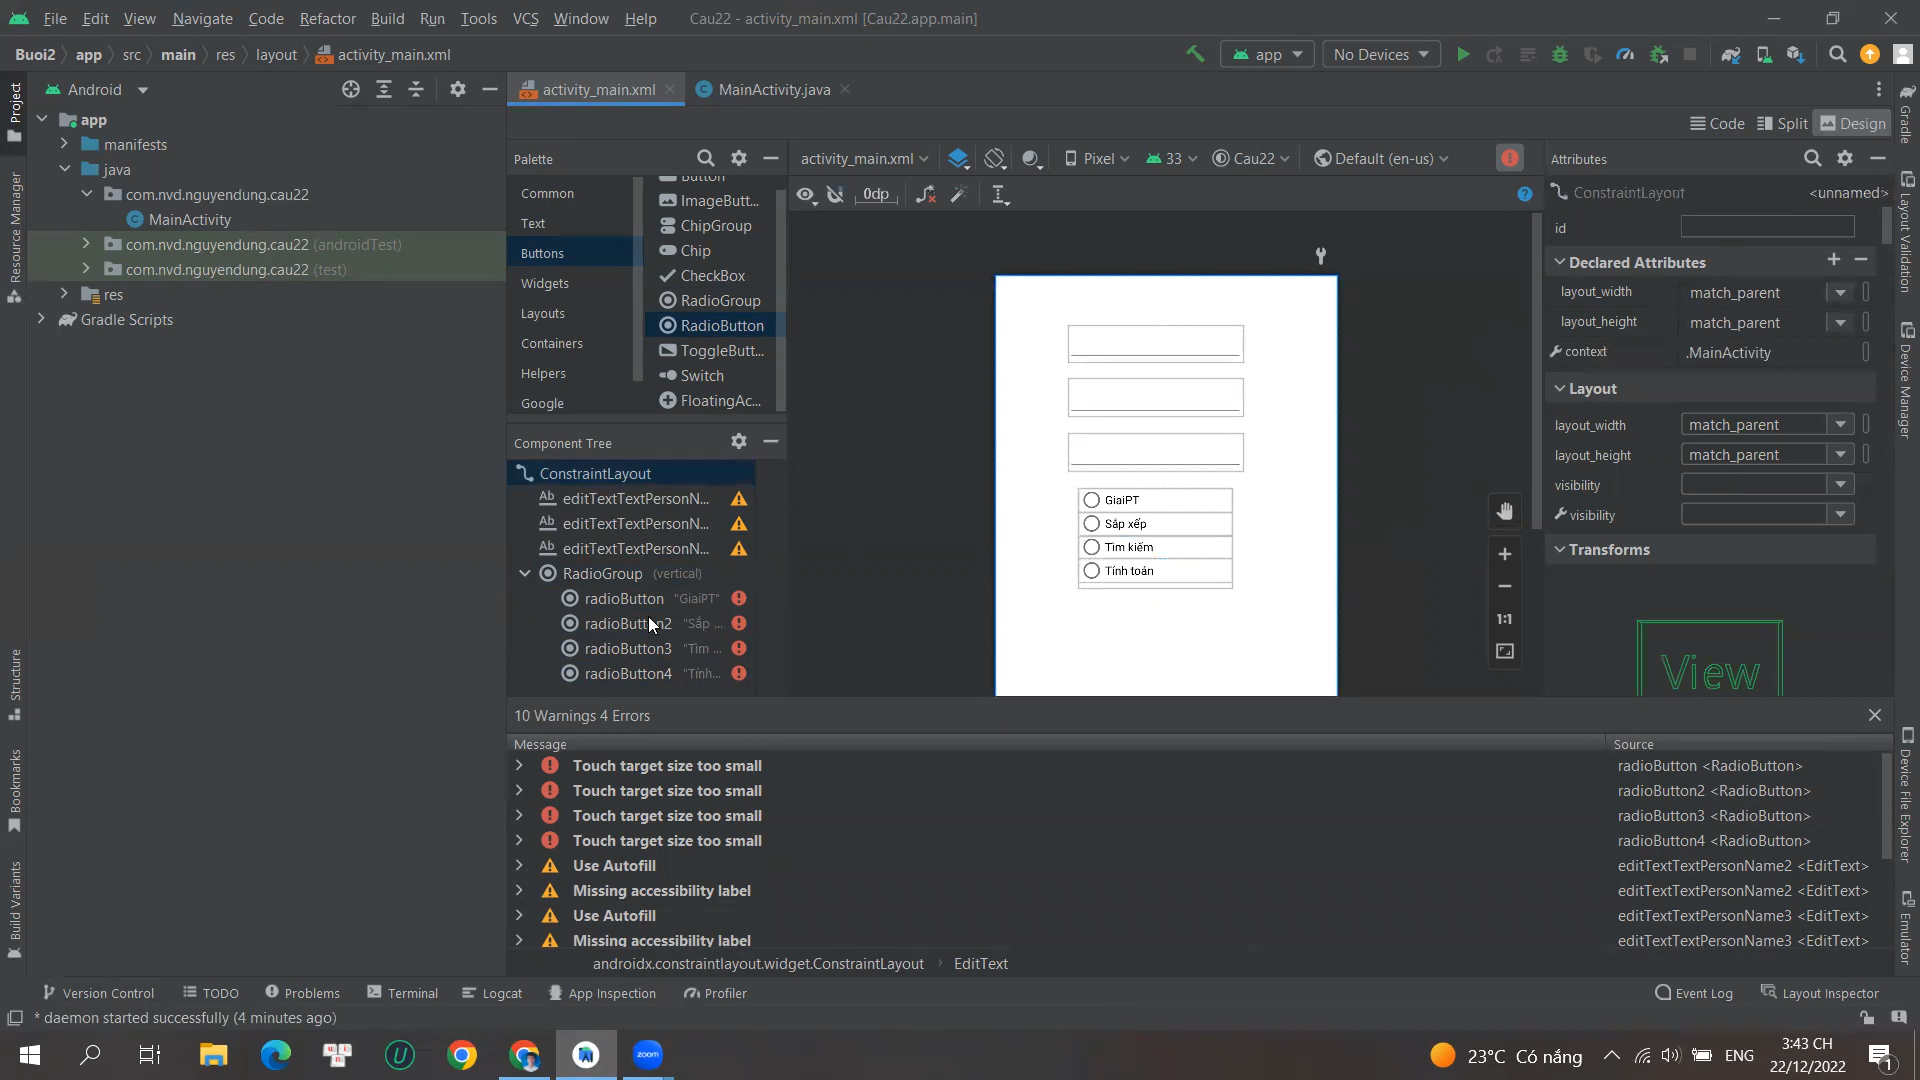 File Edit View Navigate Code Refactor Build Run Tools VCS Window Help Cau22 - activity_main.xml [Cau22.app.main]
Buoi2 app src main res layout activity_main.xml app No Devices
Project
Resource Manager
Structure
Bookmarks
Build Variants
Android
app
manifests
java
com.nvd.nguyendung.cau22
MainActivity
com.nvd.nguyendung.cau22 (androidTest)
com.nvd.nguyendung.cau22 (test)
res
Gradle Scripts
activity_main.xml MainActivity.java
Code Split Design
Palette
Common
Text
Buttons
Widgets
Layouts
Containers
Helpers
Google
Button
ImageButt...
ChipGroup
Chip
CheckBox
RadioGroup
RadioButton
ToggleButt...
Switch
FloatingAc...
Component Tree
ConstraintLayout
Ab editTextTextPersonN...
Ab editTextTextPersonN...
Ab editTextTextPersonN...
RadioGroup (vertical)
radioButton "GiaiPT"
radioButton2 "Sắp ...
radioButton3 "Tìm ...
radioButton4 "Tính...
activity_main.xml Pixel 33 Cau22 Default (en-us)
0dp
GiaiPT
Sắp xếp
Tìm kiếm
Tính toán
1:1
Attributes
ConstraintLayout <unnamed>
id
Declared Attributes
layout_width match_parent
layout_height match_parent
context .MainActivity
Layout
layout_width match_parent
layout_height match_parent
visibility
visibility
Transforms
View
Gradle
Layout Validation
Device Manager
Device File Explorer
Emulator
10 Warnings 4 Errors
Message Source
Touch target size too small radioButton <RadioButton>
Touch target size too small radioButton2 <RadioButton>
Touch target size too small radioButton3 <RadioButton>
Touch target size too small radioButton4 <RadioButton>
Use Autofill editTextTextPersonName2 <EditText>
Missing accessibility label editTextTextPersonName2 <EditText>
Use Autofill editTextTextPersonName3 <EditText>
Missing accessibility label editTextTextPersonName3 <EditText>
androidx.constraintlayout.widget.ConstraintLayout EditText
Version Control TODO Problems Terminal Logcat App Inspection Profiler Event Log Layout Inspector
* daemon started successfully (4 minutes ago)
zoom
23°C Có nắng ENG
3:43 CH
22/12/2022
1